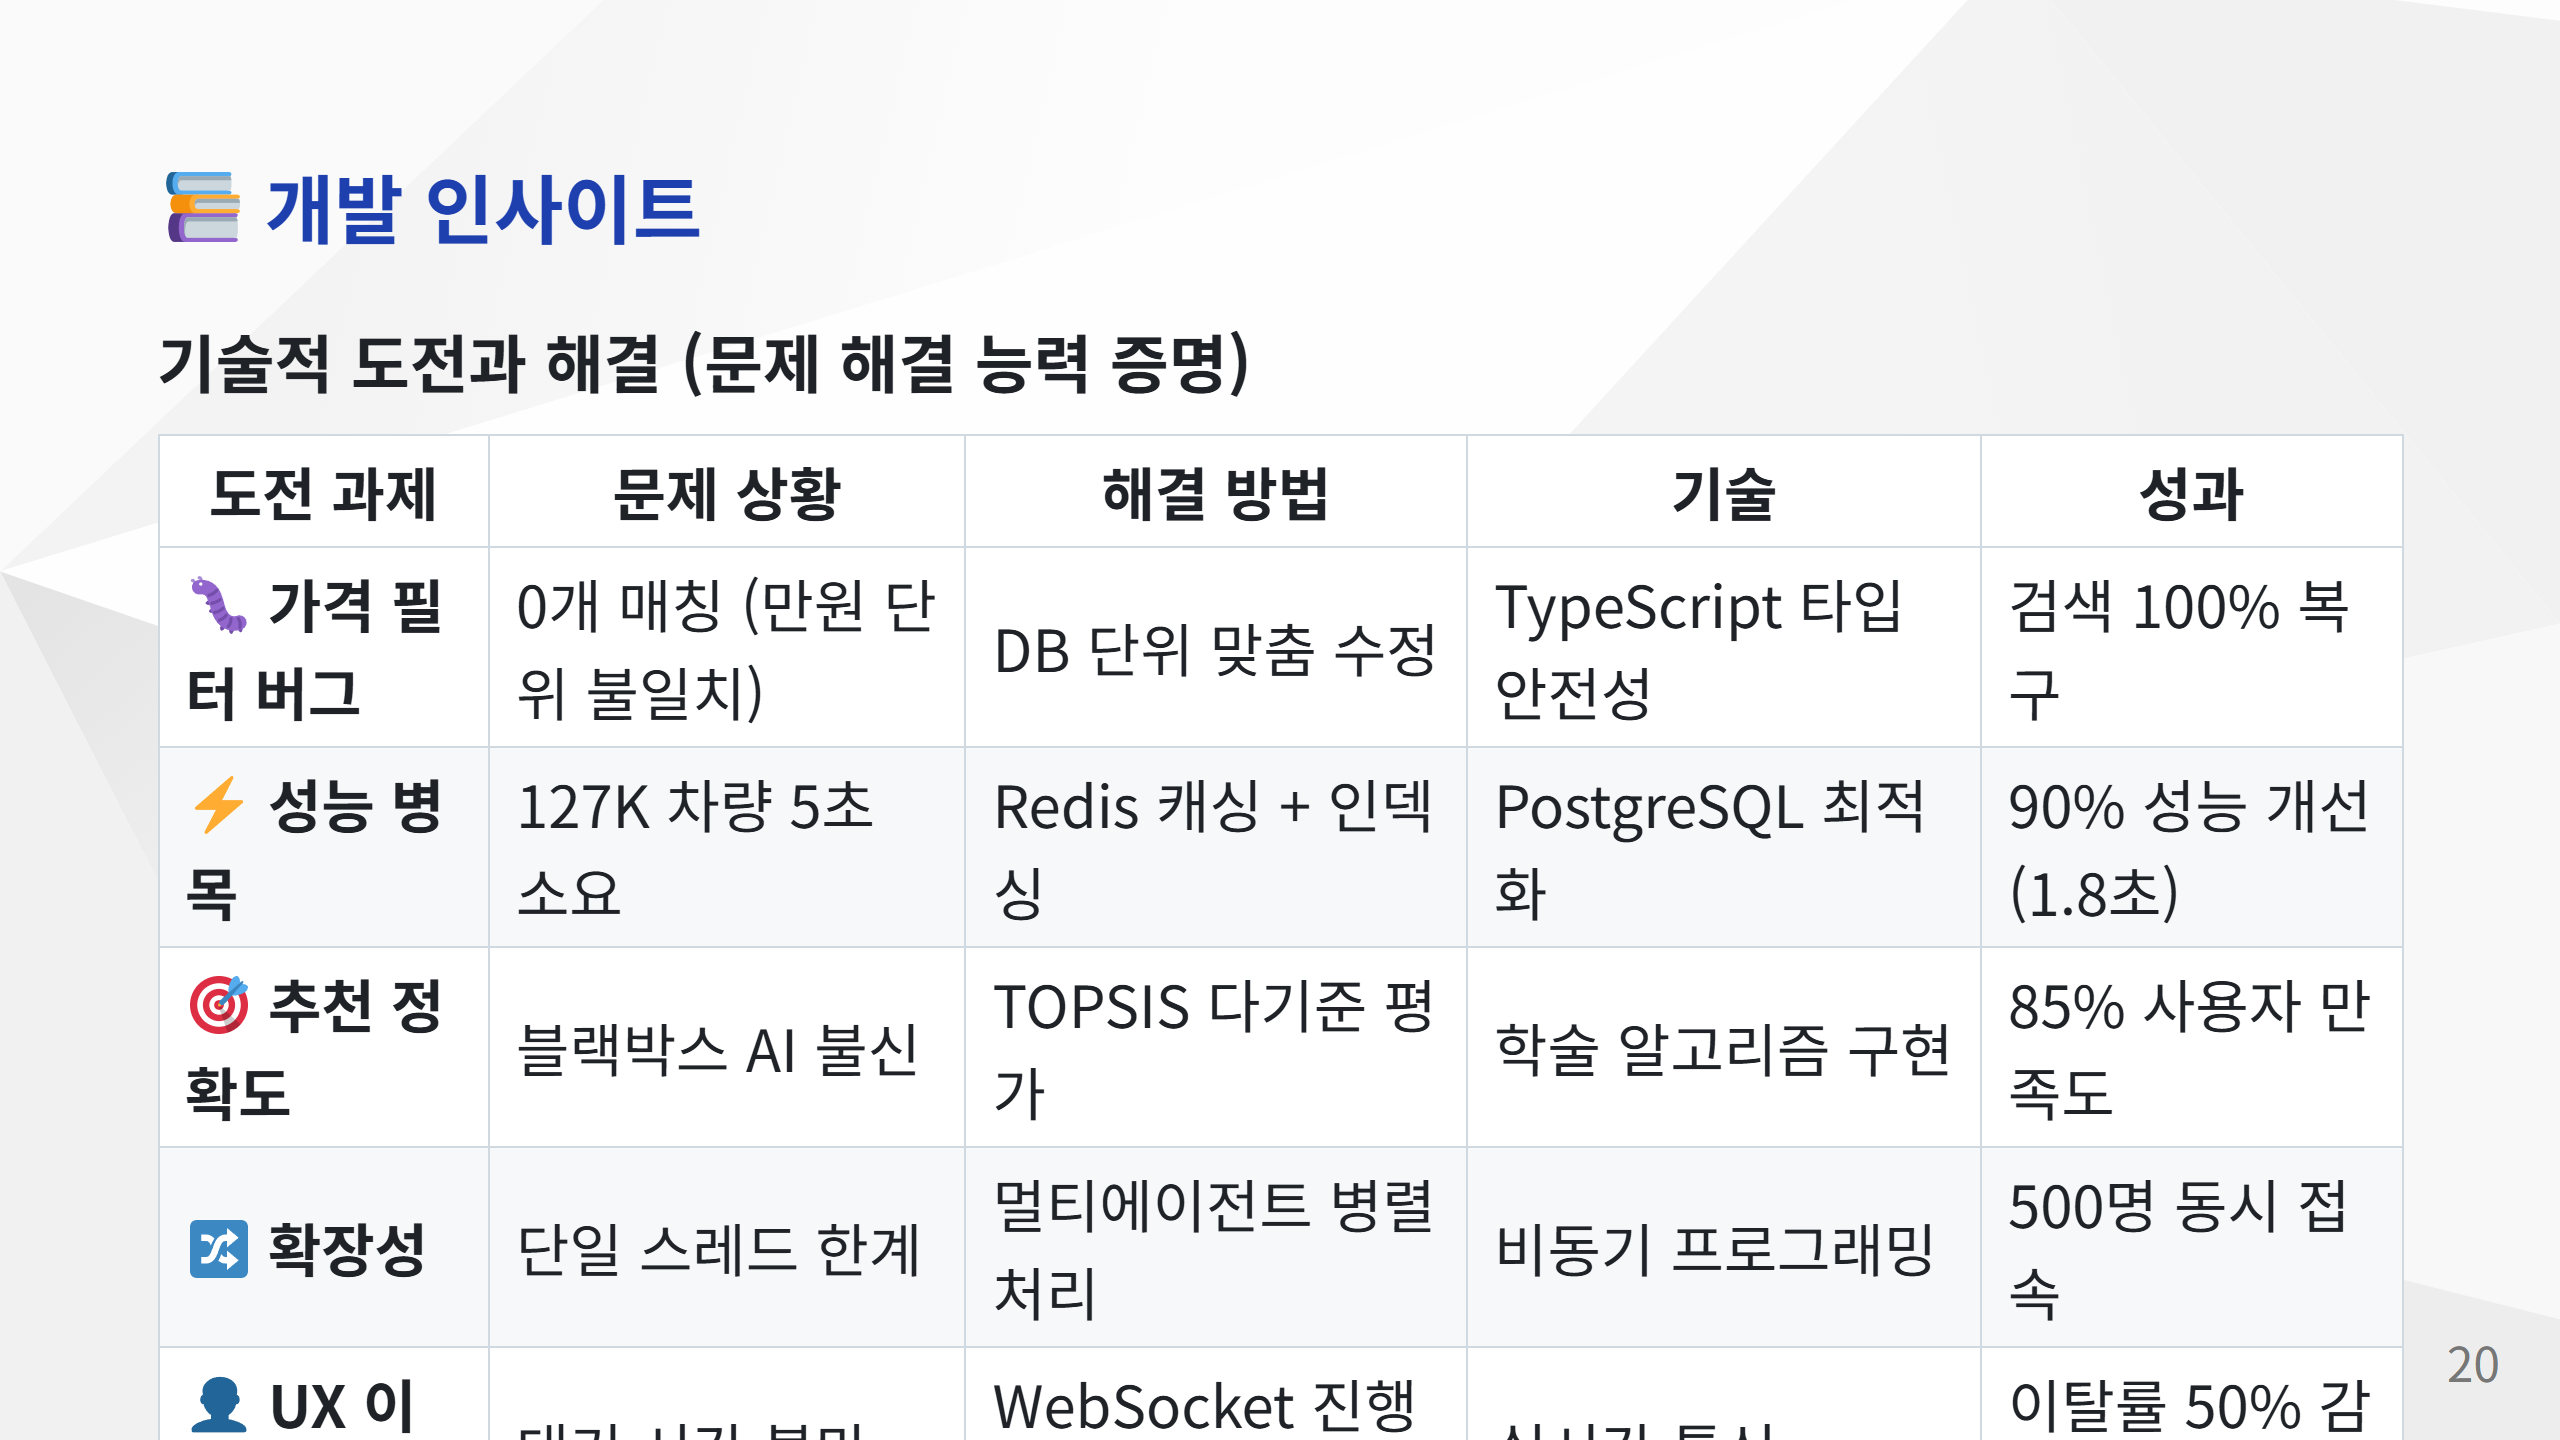 개발 인사이트
기술적 도전과 해결 (문제 해결 능력 증명)
도전 과제 문제 상황 해결 방법 기술 성과
가격 필
터 버그
0개 매칭 (만원 단
위 불일치)
DB 단위 맞춤 수정
TypeScript 타입
안전성
검색 100% 복
구
성능 병
목
127K 차량 5초
소요
Redis 캐싱 + 인덱
싱
PostgreSQL 최적
화
90% 성능 개선
(1.8초)
추천 정
확도
블랙박스 AI 불신
TOPSIS 다기준 평
가
학술 알고리즘 구현
85% 사용자 만
족도
확장성
단일 스레드 한계
멀티에이전트 병렬
처리
비동기 프로그래밍
500명 동시 접
속
UX 이
WebSocket 진행
이탈률 50% 감
20